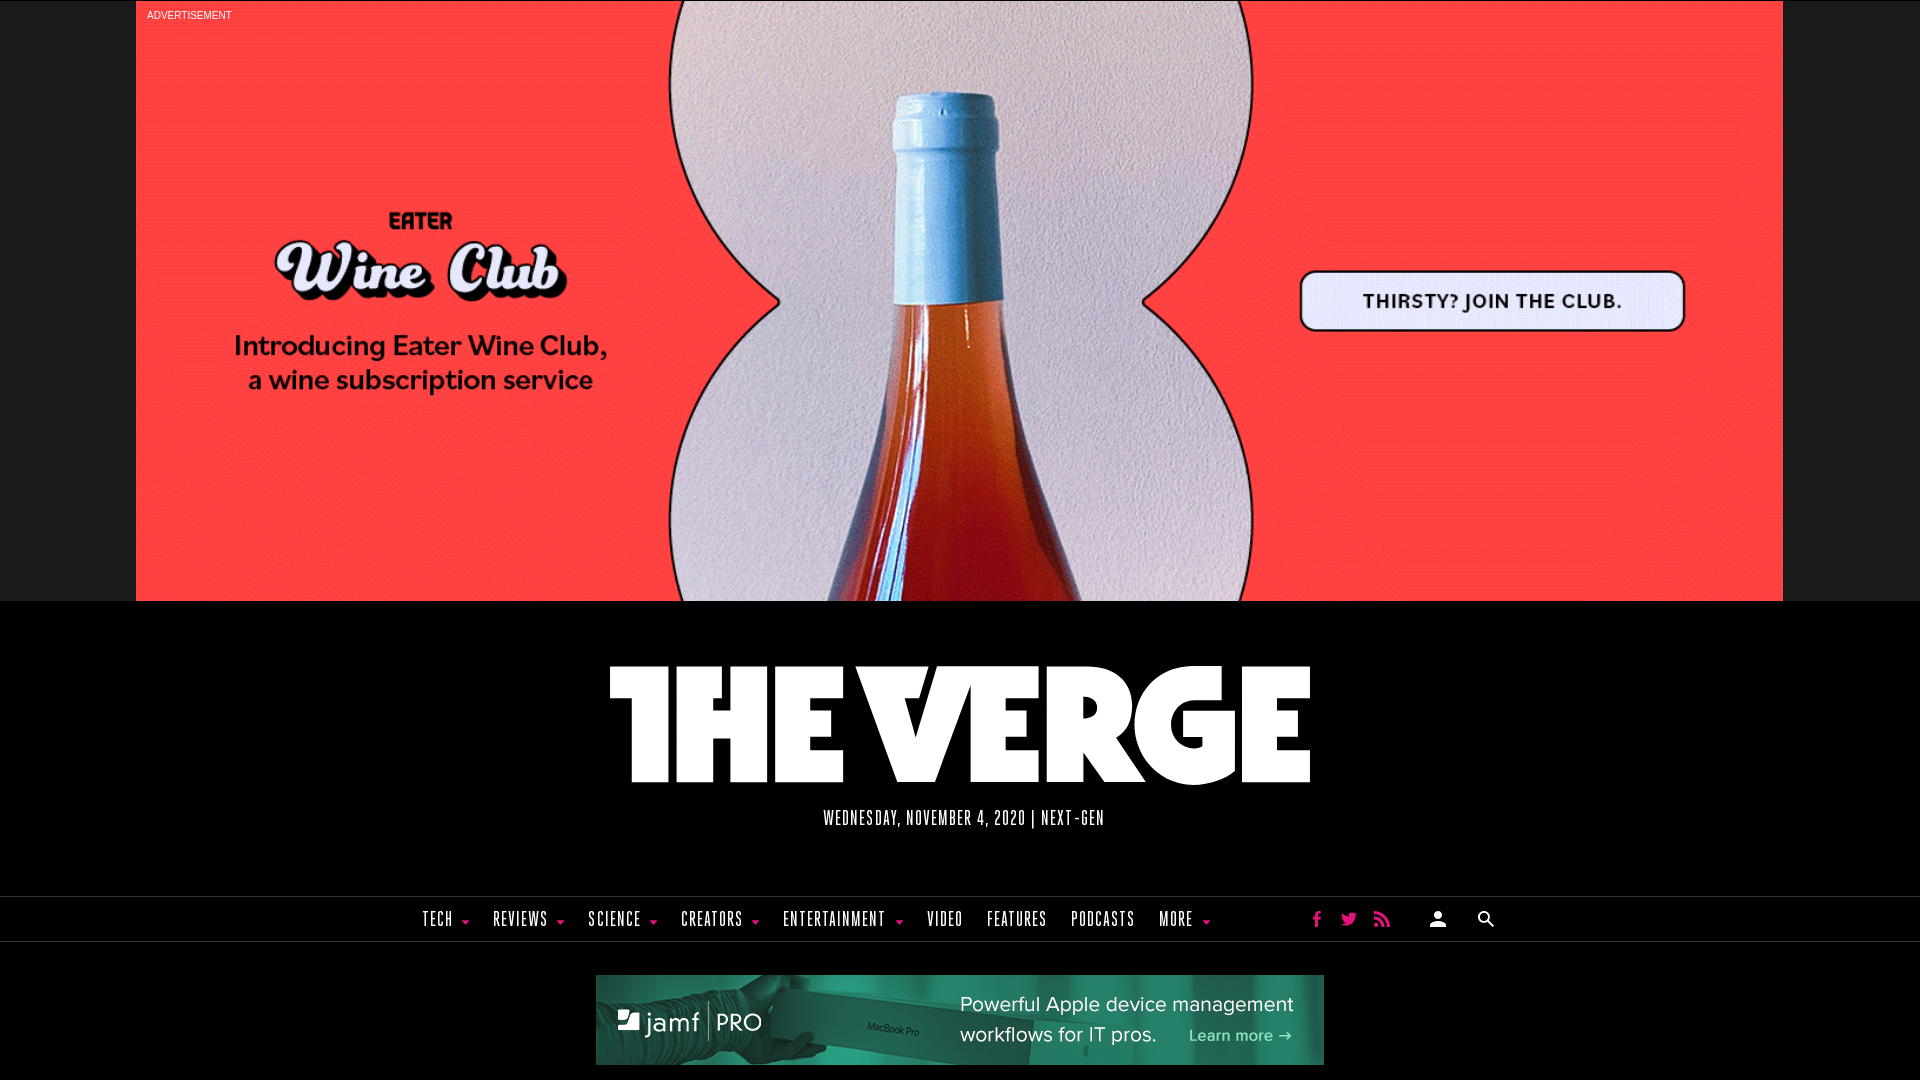 ADVERTISEMENT
EATER
Wine Club
Introducing Eater Wine Club,
a wine subscription service
THIRSTY? JOIN THE CLUB.
THE VERGE
WEDNESDAY, NOVEMBER 4, 2020 | NEXT-GEN
TECH REVIEWS SCIENCE CREATORS ENTERTAINMENT VIDEO FEATURES PODCASTS MORE
jamf PRO
MacBook Pro
Powerful Apple device management
workflows for IT pros. Learn more →